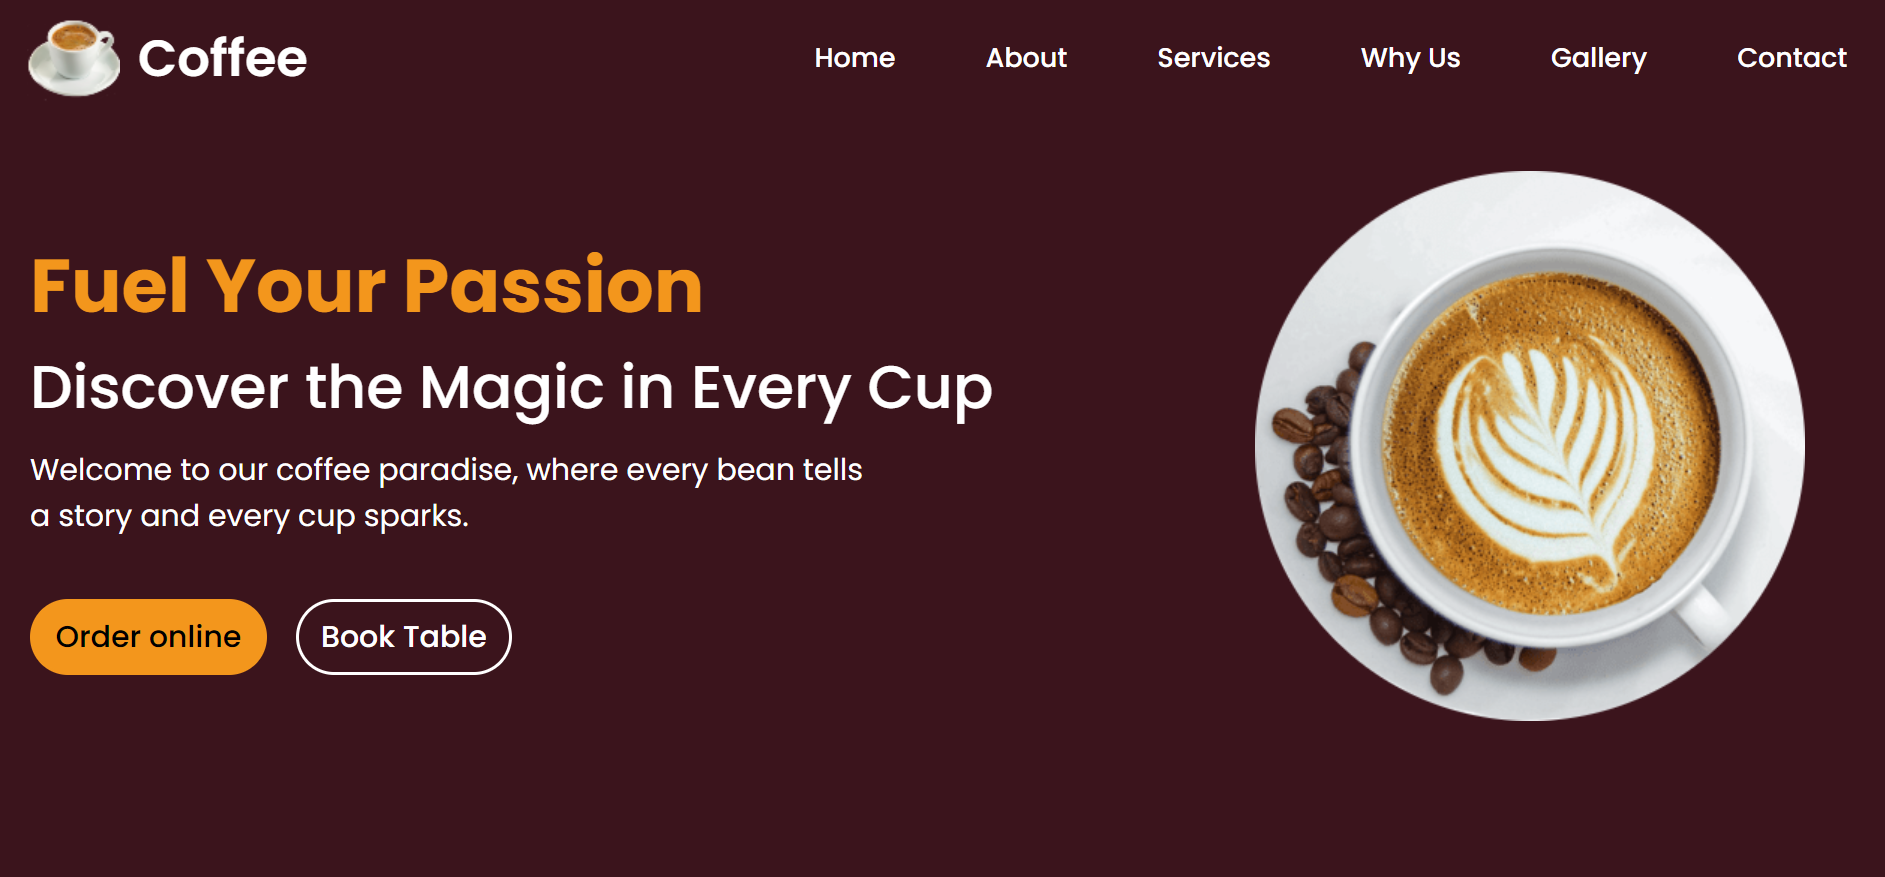 Coffee
Home About Services Why Us Gallery Contact
Fuel Your Passion
Discover the Magic in Every Cup
Welcome to our coffee paradise, where every bean tells
a story and every cup sparks.
Order online Book Table